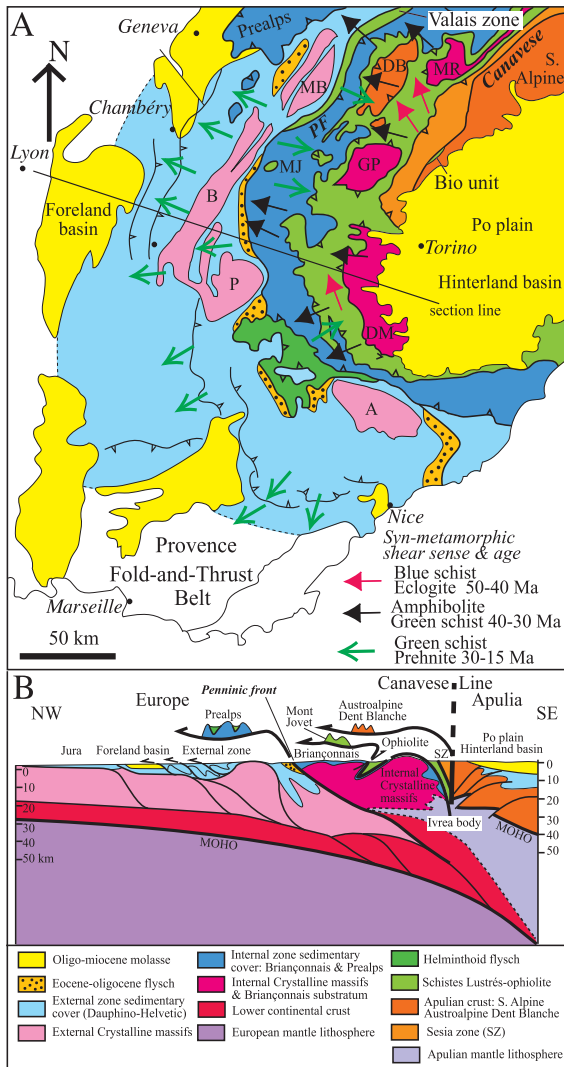 A
N
Geneva
Prealps
Valais zone
DB
MR
Canavese
S.
Alpine
MB
Chambéry
PF
Lyon
MJ
GP
B
Bio unit
Foreland
basin
Po plain
Torino
Hinterland basin
section line
P
DM
A
Nice
Provence
Fold-and-Thrust
Belt
Marseille
50 km
Syn-metamorphic
shear sense & age
Blue schist
Eclogite 50-40 Ma
Amphibolite
Green schist 40-30 Ma
Green schist
Prehnite 30-15 Ma
B
Canavese Line
Europe
Apulia
NW
Penninic front
SE
Prealps
Mont
Jovet
Austroalpine
Dent Blanche
Po plain
Hinterland basin
Jura
Foreland basin
External zone
Briançonnais
Ophiolite
SZ
0
10
20
30
40
50 km
MOHO
Internal
Crystalline
massifs
Ivrea body
MOHO
0
10
20
30
40
50
Oligo-miocene molasse
Eocene-oligocene flysch
External zone sedimentary
cover (Dauphino-Helvetic)
External Crystalline massifs
Internal zone sedimentary
cover: Briançonnais & Prealps
Internal Crystalline massifs
& Briançonnais substratum
Lower continental crust
European mantle lithosphere
Helminthoid flysch
Schistes Lustrés-ophiolite
Apulian crust: S. Alpine
Austroalpine Dent Blanche
Sesia zone (SZ)
Apulian mantle lithosphere